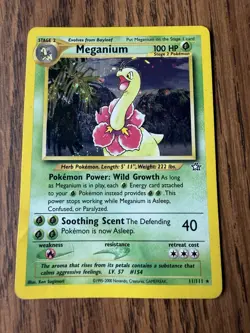 STAGE 2 Evolves from Bayleef Put Meganium on the Stage 1 card
Meganium 100 HP
Stage 2 Pokémon
Herb Pokémon. Length: 5' 11", Weight: 222 lbs.
Pokémon Power: Wild Growth As long
as Meganium is in play, each Energy card attached
to your Pokémon instead provides This
power stops working while Meganium is Asleep,
Confused, or Paralyzed.
Soothing Scent The Defending
Pokémon is now Asleep.
40
weakness resistance retreat cost
The aroma that rises from its petals contains a substance that
calms aggressive feelings. LV. 57 #154
Illus. Ken Sugimori ©1995-2000 Nintendo, Creatures, GAMEFREAK. 11/111